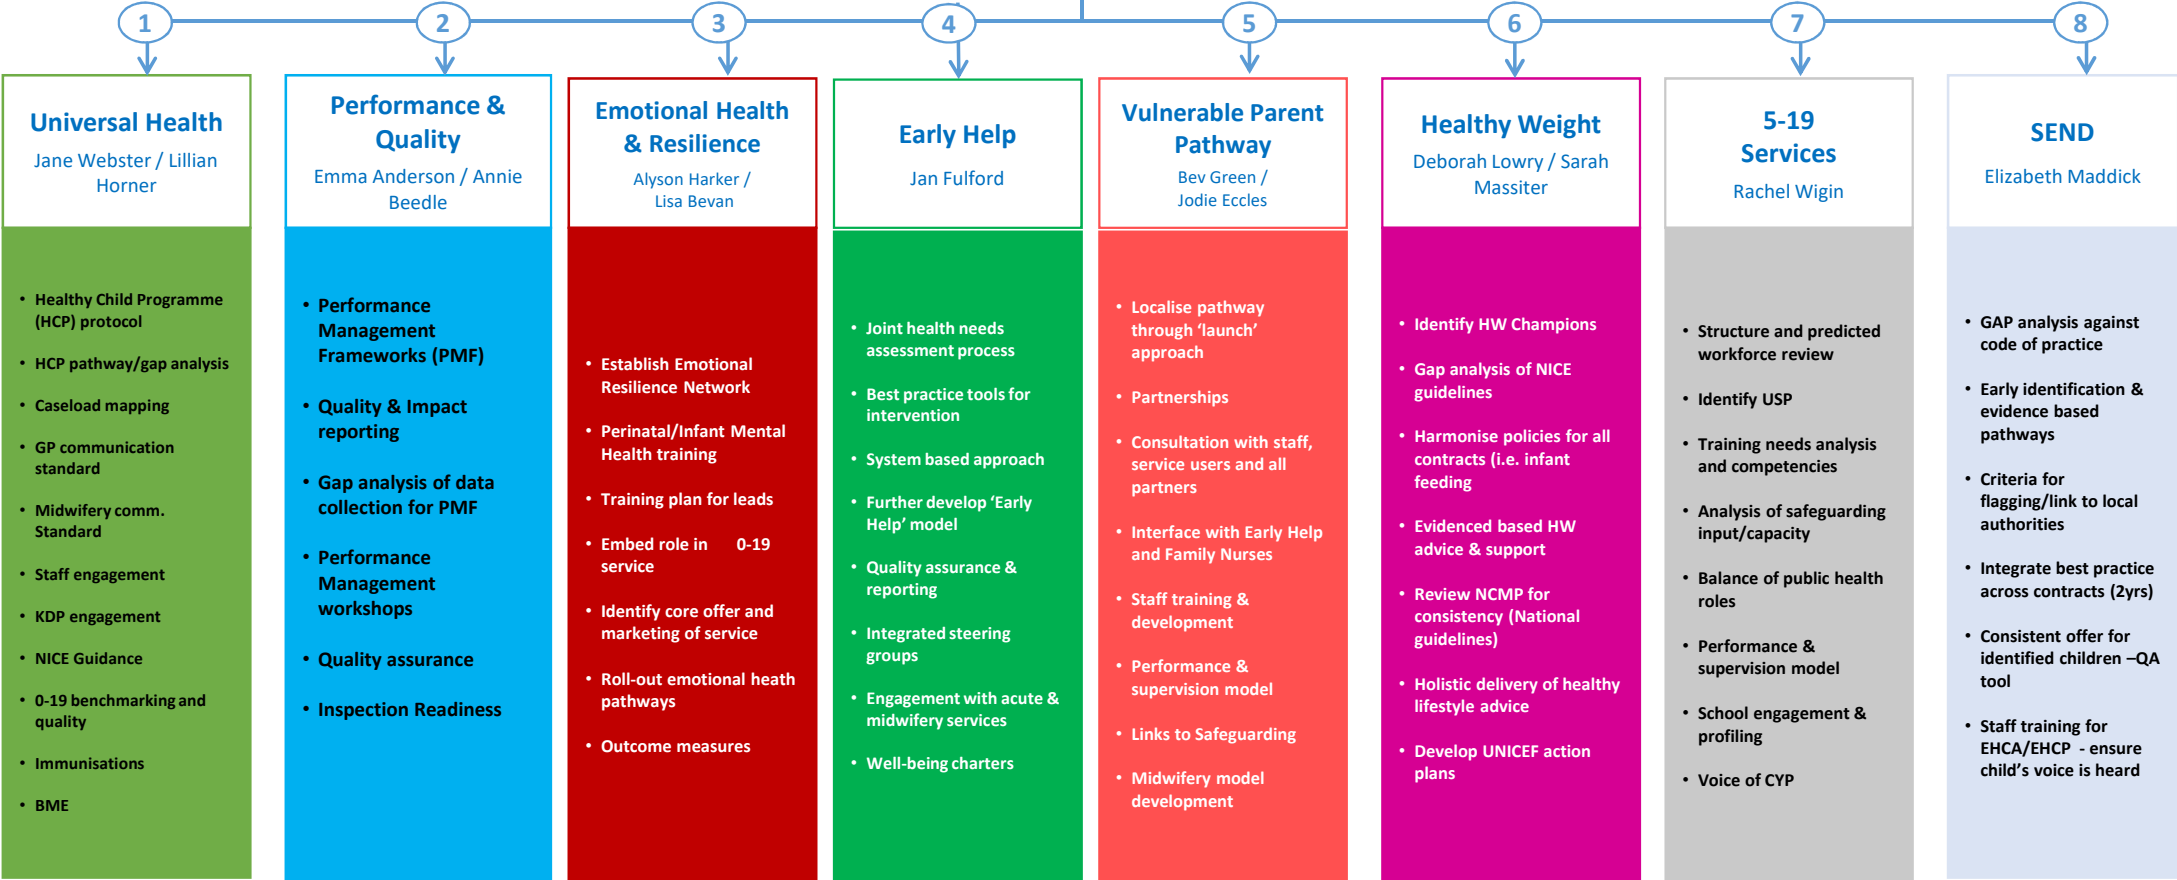 1
2
3
4
5
6
7
8
Universal Health
Jane Webster / Lillian
Horner
• Healthy Child Programme
(HCP) protocol
• HCP pathway/gap analysis
• Caseload mapping
• GP communication
standard
• Midwifery comm.
Standard
• Staff engagement
• KDP engagement
• NICE Guidance
• 0-19 benchmarking and
quality
• Immunisations
• BME
Performance &
Quality
Emma Anderson / Annie
Beedle
• Performance
Management
Frameworks (PMF)
• Quality & Impact
reporting
• Gap analysis of data
collection for PMF
• Performance
Management
workshops
• Quality assurance
• Inspection Readiness
Emotional Health
& Resilience
Alyson Harker /
Lisa Bevan
• Establish Emotional
Resilience Network
• Perinatal/Infant Mental
Health training
• Training plan for leads
• Embed role in 0-19
service
• Identify core offer and
marketing of service
• Roll-out emotional heath
pathways
• Outcome measures
Early Help
Jan Fulford
• Joint health needs
assessment process
• Best practice tools for
intervention
• System based approach
• Further develop ‘Early
Help’ model
• Quality assurance &
reporting
• Integrated steering
groups
• Engagement with acute &
midwifery services
• Well-being charters
Vulnerable Parent
Pathway
Bev Green /
Jodie Eccles
• Localise pathway
through ‘launch’
approach
• Partnerships
• Consultation with staff,
service users and all
partners
• Interface with Early Help
and Family Nurses
• Staff training &
development
• Performance &
supervision model
• Links to Safeguarding
• Midwifery model
development
Healthy Weight
Deborah Lowry / Sarah
Massiter
• Identify HW Champions
• Gap analysis of NICE
guidelines
• Harmonise policies for all
contracts (i.e. infant
feeding
• Evidenced based HW
advice & support
• Review NCMP for
consistency (National
guidelines)
• Holistic delivery of healthy
lifestyle advice
• Develop UNICEF action
plans
5-19
Services
Rachel Wigin
• Structure and predicted
workforce review
• Identify USP
• Training needs analysis
and competencies
• Analysis of safeguarding
input/capacity
• Balance of public health
roles
• Performance &
supervision model
• School engagement &
profiling
• Voice of CYP
SEND
Elizabeth Maddick
• GAP analysis against
code of practice
• Early identification &
evidence based
pathways
• Criteria for
flagging/link to local
authorities
• Integrate best practice
across contracts (2yrs)
• Consistent offer for
identified children –QA
tool
• Staff training for
EHCA/EHCP - ensure
child’s voice is heard